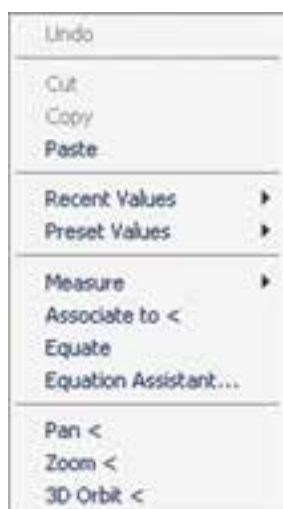 Undo
Cut
Copy
Paste
Recent Values
Preset Values
Measure
Associate to <
Equate
Equation Assistant...
Pan <
Zoom <
3D Orbit <